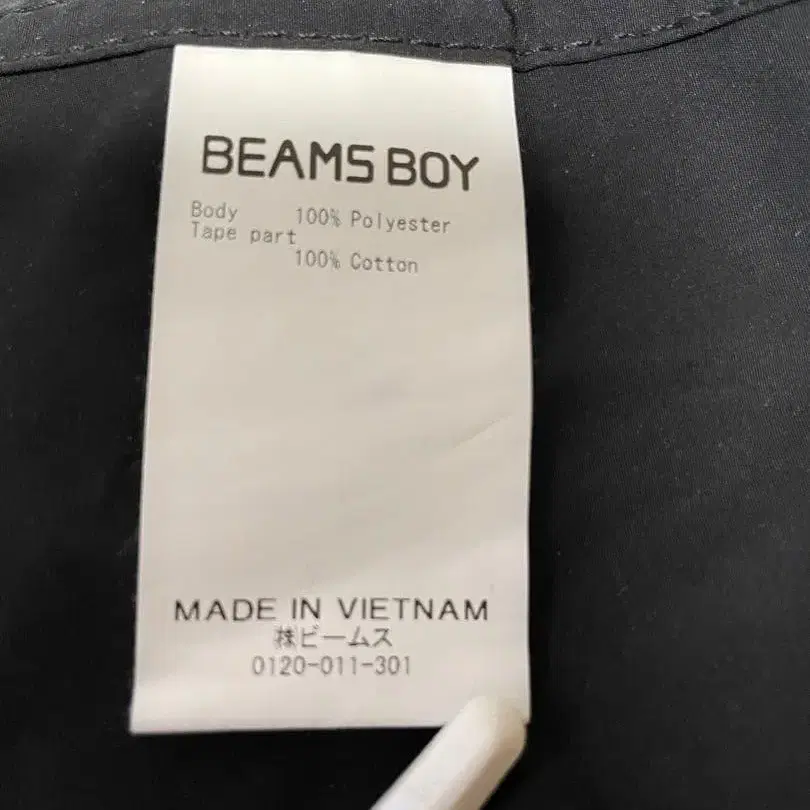 BEAMS BOY
Body 100% Polyester
Tape part
100% Cotton
MADE IN VIETNAM
㈱ビームス
0120-011-301